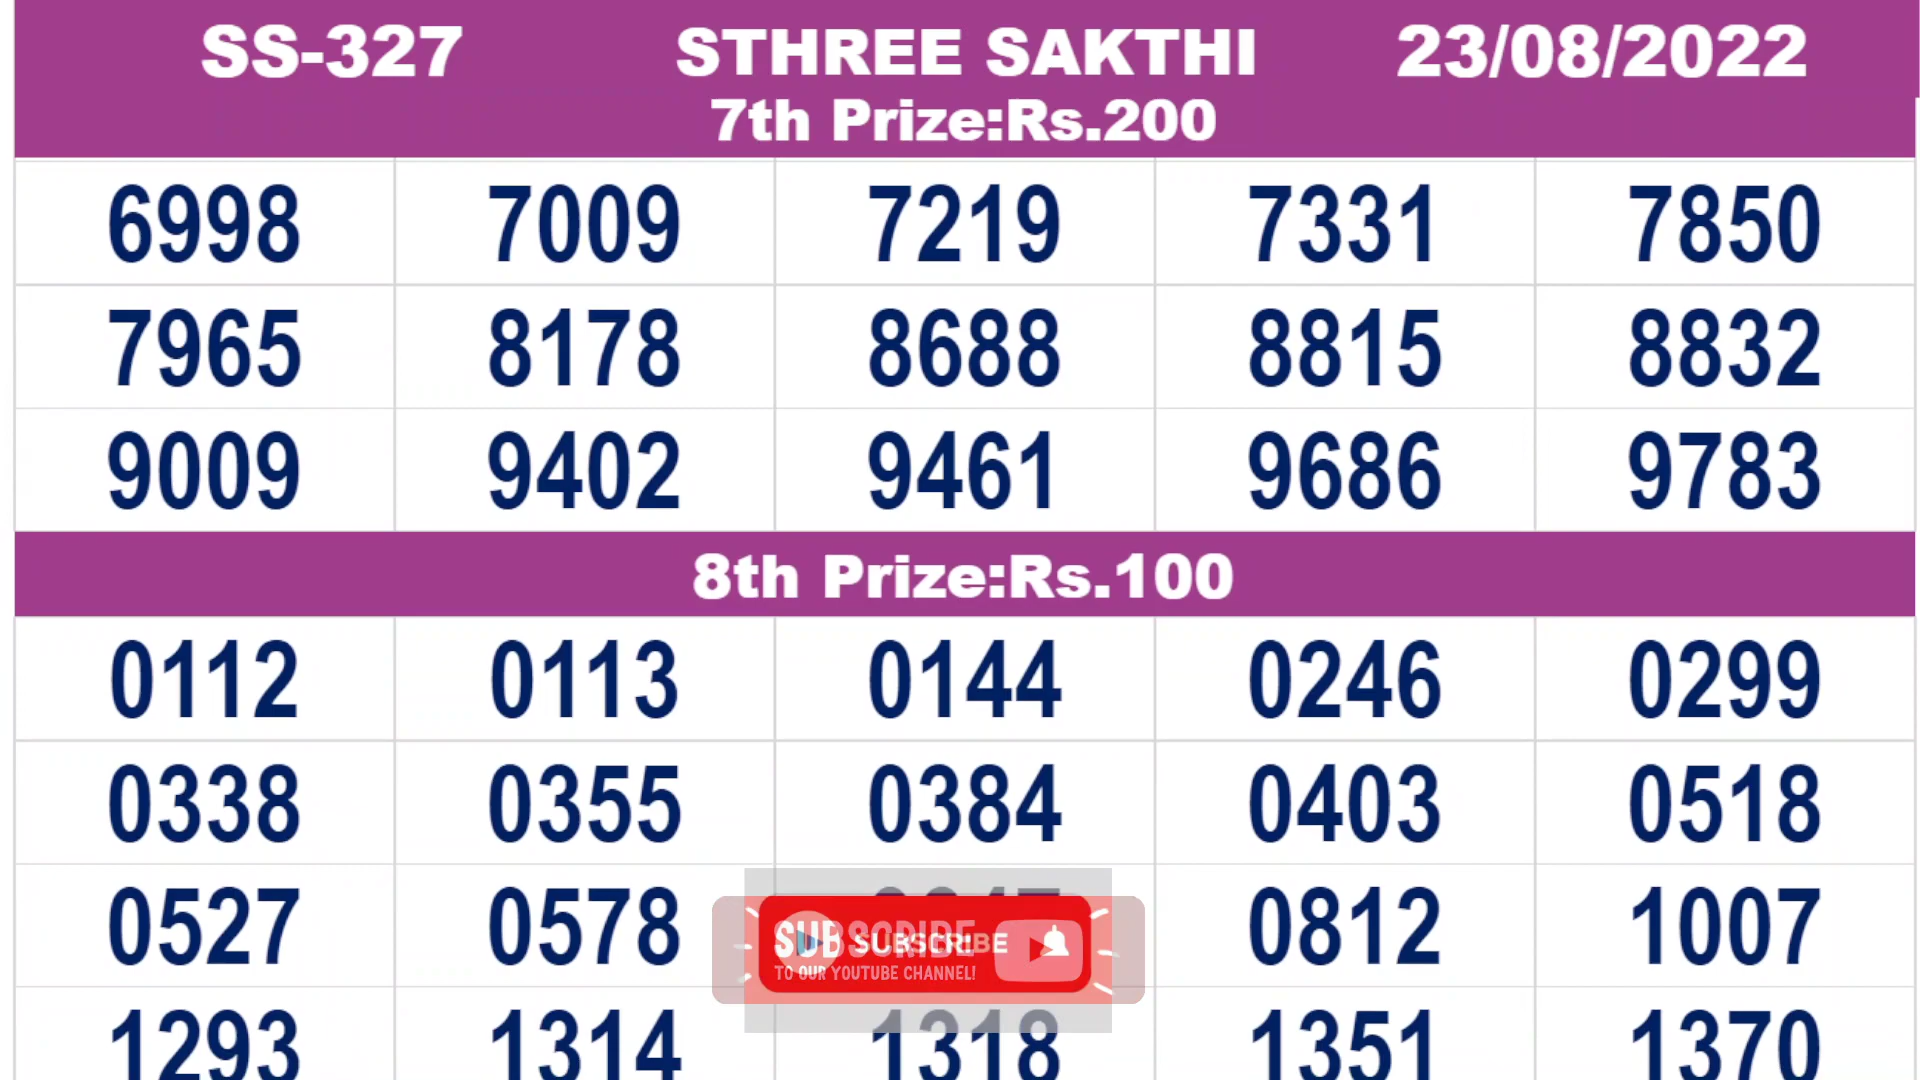 SS-327 STHREE SAKTHI 23/08/2022
7th Prize:Rs.200
6998 7009 7219 7331 7850
7965 8178 8688 8815 8832
9009 9402 9461 9686 9783
8th Prize:Rs.100
0112 0113 0144 0246 0299
0338 0355 0384 0403 0518
0527 0578 0812 1007
SUBSCRIBE SUBSCRIBE
TO OUR YOUTUBE CHANNEL!
1293 1314 1318 1351 1370